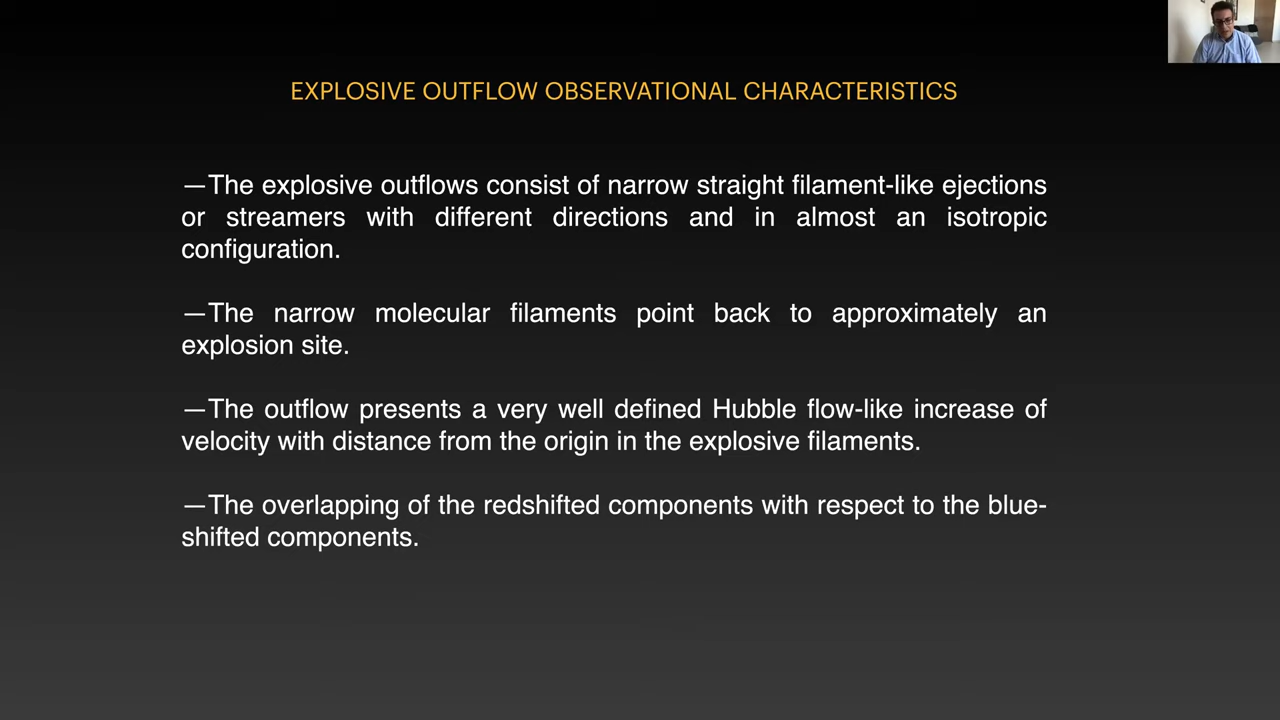 EXPLOSIVE OUTFLOW OBSERVATIONAL CHARACTERISTICS
—The explosive outflows consist of narrow straight filament-like ejections
or streamers with different directions and in almost an isotropic
configuration.
—The narrow molecular filaments point back to approximately an
explosion site.
—The outflow presents a very well defined Hubble flow-like increase of
velocity with distance from the origin in the explosive filaments.
—The overlapping of the redshifted components with respect to the blue-
shifted components.